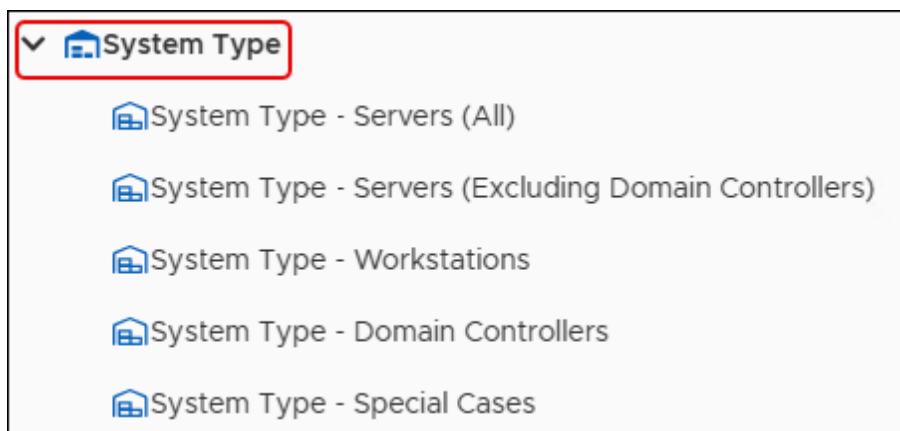 System Type
System Type - Servers (All)
System Type - Servers (Excluding Domain Controllers)
System Type - Workstations
System Type - Domain Controllers
System Type - Special Cases